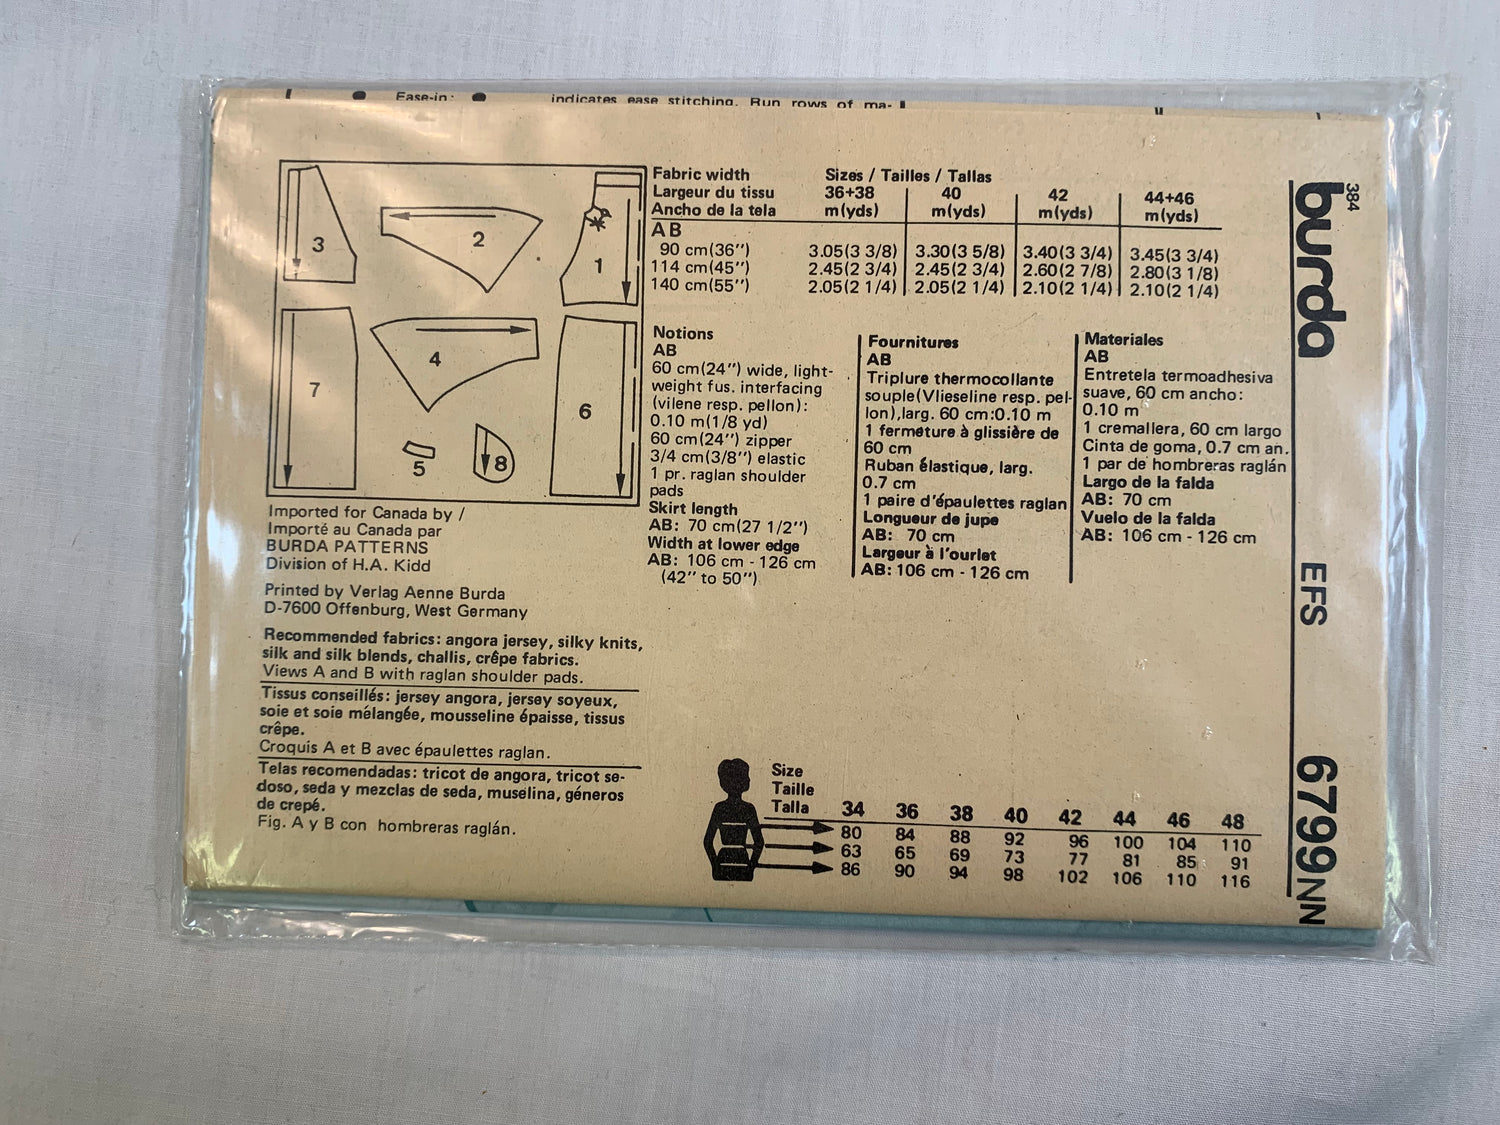 Ease-in: indicates ease stitching. Run rows of ma-
3
2
1
7
4
6
5
8
Fabric width Sizes / Tailles / Tallas
Largeur du tissu 36+38 40 42 44+46
Ancho de la tela m(yds) m(yds) m(yds) m(yds)
A B
90 cm(36") 3.05(3 3/8) 3.30(3 5/8) 3.40(3 3/4) 3.45(3 3/4)
114 cm(45") 2.45(2 3/4) 2.45(2 3/4) 2.60(2 7/8) 2.80(3 1/8)
140 cm(55") 2.05(2 1/4) 2.05(2 1/4) 2.10(2 1/4) 2.10(2 1/4)
Notions
AB
60 cm(24") wide, light-
weight fus. interfacing
(vilene resp. pellon):
0.10 m(1/8 yd)
60 cm(24") zipper
3/4 cm(3/8") elastic
1 pr. raglan shoulder
pads
Skirt length
AB: 70 cm(27 1/2")
Width at lower edge
AB: 106 cm - 126 cm
(42" to 50")
Fournitures
AB
Triplure thermocollante
souple(Vlieseline resp. pel-
lon),larg. 60 cm:0.10 m
1 fermeture à glissière de
60 cm
Ruban élastique, larg.
0.7 cm
1 paire d'épaulettes raglan
Longueur de jupe
AB: 70 cm
Largeur à l'ourlet
AB: 106 cm - 126 cm
Materiales
AB
Entretela termoadhesiva
suave, 60 cm ancho:
0.10 m
1 cremallera, 60 cm largo
Cinta de goma, 0.7 cm an.
1 par de hombreras raglán
Largo de la falda
AB: 70 cm
Vuelo de la falda
AB: 106 cm - 126 cm
Imported for Canada by /
Importé au Canada par
BURDA PATTERNS
Division of H.A. Kidd
Printed by Verlag Aenne Burda
D-7600 Offenburg, West Germany
Recommended fabrics: angora jersey, silky knits,
silk and silk blends, challis, crêpe fabrics.
Views A and B with raglan shoulder pads.
Tissus conseillés: jersey angora, jersey soyeux,
soie et soie mélangée, mousseline épaisse, tissus
crêpe.
Croquis A et B avec épaulettes raglan.
Telas recomendadas: tricot de angora, tricot se-
doso, seda y mezclas de seda, muselina, géneros
de crepé.
Fig. A y B con hombreras raglán.
Size
Taille
Talla 34 36 38 40 42 44 46 48
80 84 88 92 96 100 104 110
63 65 69 73 77 81 85 91
86 90 94 98 102 106 110 116
384
burda
EFS
6799NN